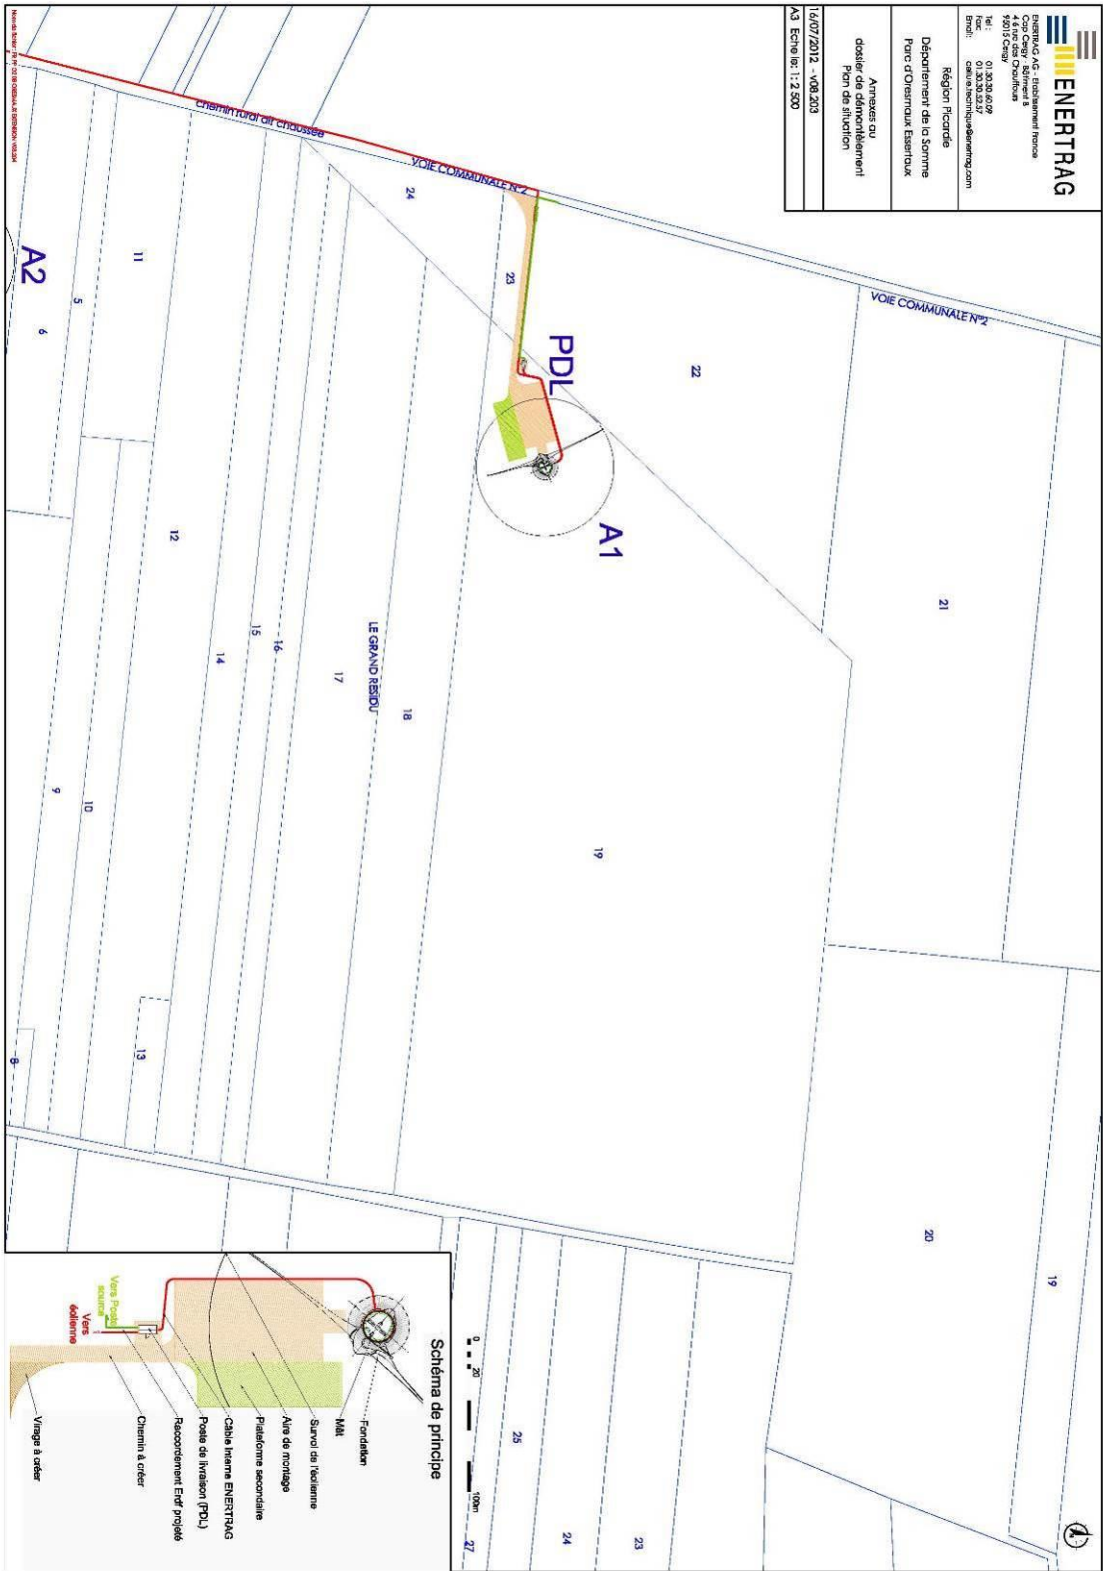 ENERTRAG
ENERTRAG AG - Etablissement France
Cap Cergy - Bâtiment B
4-6 rue des Chauffours
95015 Cergy
Tel : 01.30.30.60.09
Fax: 01.30.30.52.57
Email:
Région Picardie
Département de la Somme
Parc d'Oresmaux Essertaux
Annexes au
dossier de démantèlement
Plan de situation
16/07/2012 - V08.203
A3 Echelle: 1: 2 500
chemin rural dit chaussée
VOIE COMMUNALE N°2
VOIE COMMUNALE N°2
24
23
22
21
11
A2
5
6
PDL
A1
12
14
15
16
17
LE GRAND RESIDU
18
19
9
10
13
8
20
19
0
20
100m
25
24
23
27
Schéma de principe
Fondation
Mât
Survol de l'éolienne
Aire de montage
Plateforme secondaire
Câble interne ENERTRAG
Poste de livraison (PDL)
Raccordement Erdf projeté
Chemin à créer
Virage à créer
Vers Poste
source
Vers
éolienne